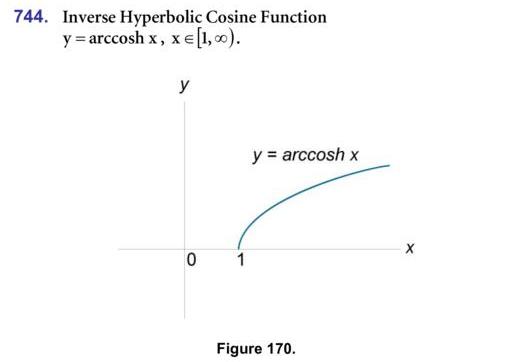 744. Inverse Hyperbolic Cosine Function
y = arccosh x, x ∈ [1, ∞).
y
y = arccosh x
x
0 1
Figure 170.